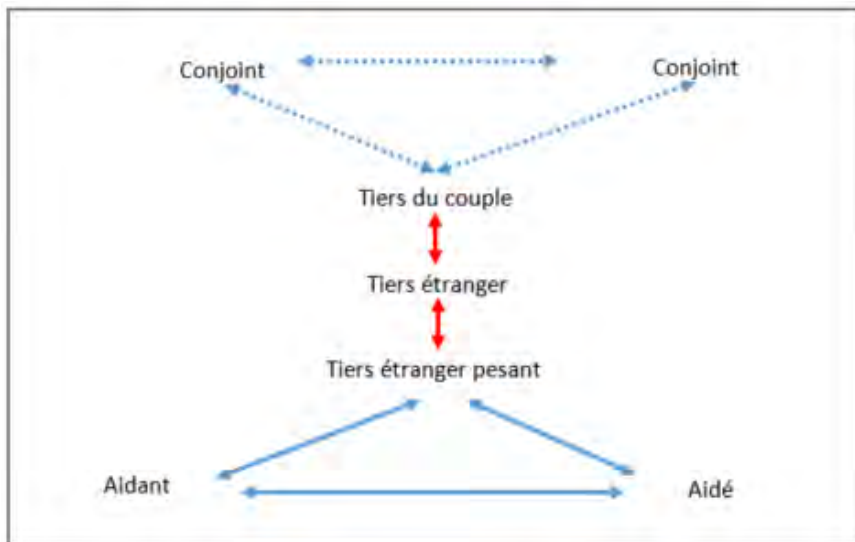 Conjoint
Conjoint
Tiers du couple
Tiers étranger
Tiers étranger pesant
Aidant
Aidé